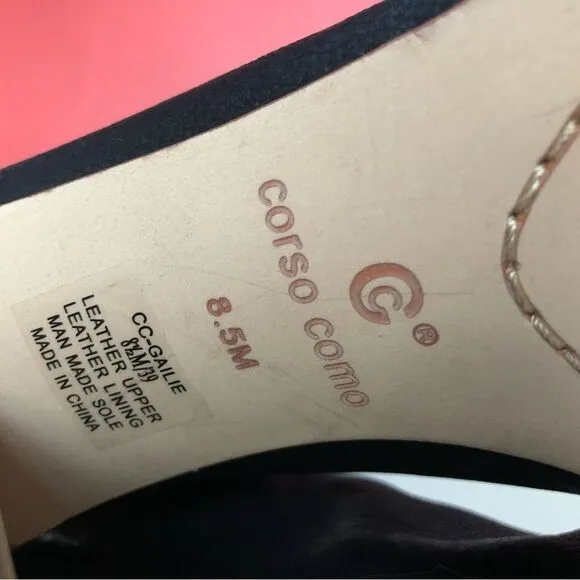 corso como
C®
8.5M
CC-GAILIE
8½M/39
LEATHER UPPER
LEATHER LINING
MAN MADE SOLE
MADE IN CHINA